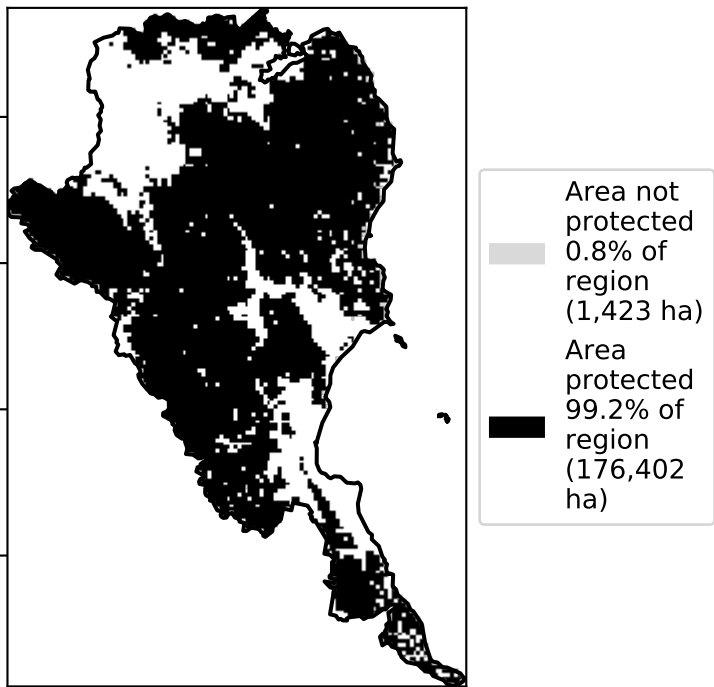 Area not
protected
0.8% of
region
(1,423 ha)
Area
protected
99.2% of
region
(176,402
ha)